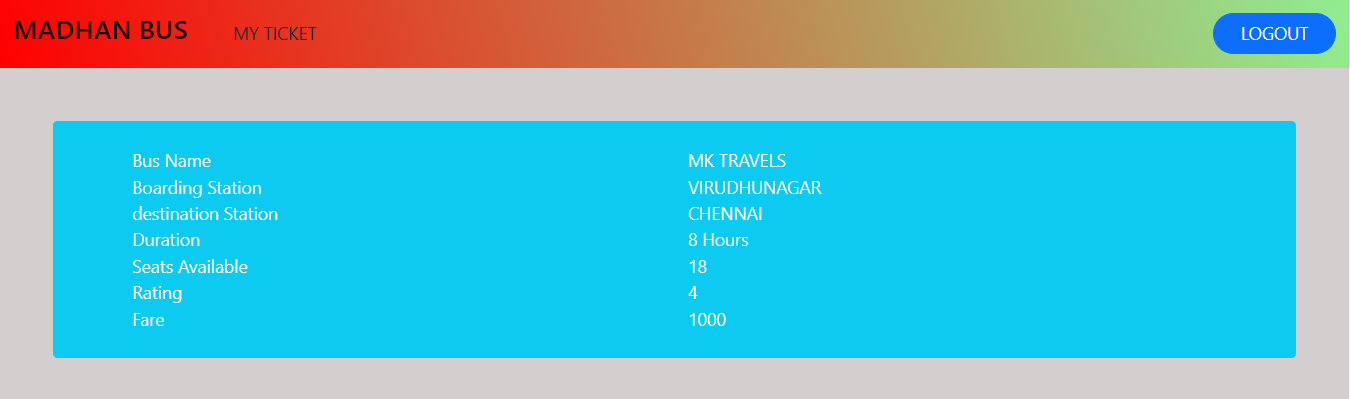 MADHAN BUS MY TICKET LOGOUT
Bus Name MK TRAVELS
Boarding Station VIRUDHUNAGAR
destination Station CHENNAI
Duration 8 Hours
Seats Available 18
Rating 4
Fare 1000